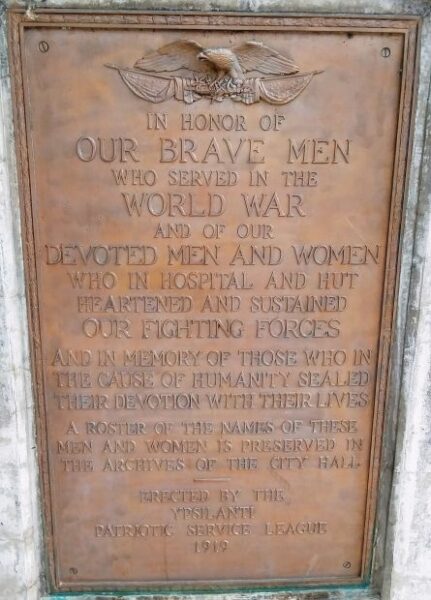 IN HONOR OF
OUR BRAVE MEN
WHO SERVED IN THE
WORLD WAR
AND OF OUR
DEVOTED MEN AND WOMEN
WHO IN HOSPITAL AND HUT
HEARTENED AND SUSTAINED
OUR FIGHTING FORCES
AND IN MEMORY OF THOSE WHO IN
THE CAUSE OF HUMANITY SEALED
THEIR DEVOTION WITH THEIR LIVES
A ROSTER OF THE NAMES OF THESE
MEN AND WOMEN IS PRESERVED IN
THE ARCHIVES OF THE CITY HALL
ERECTED BY THE
YPSILANTI
PATRIOTIC SERVICE LEAGUE
1919